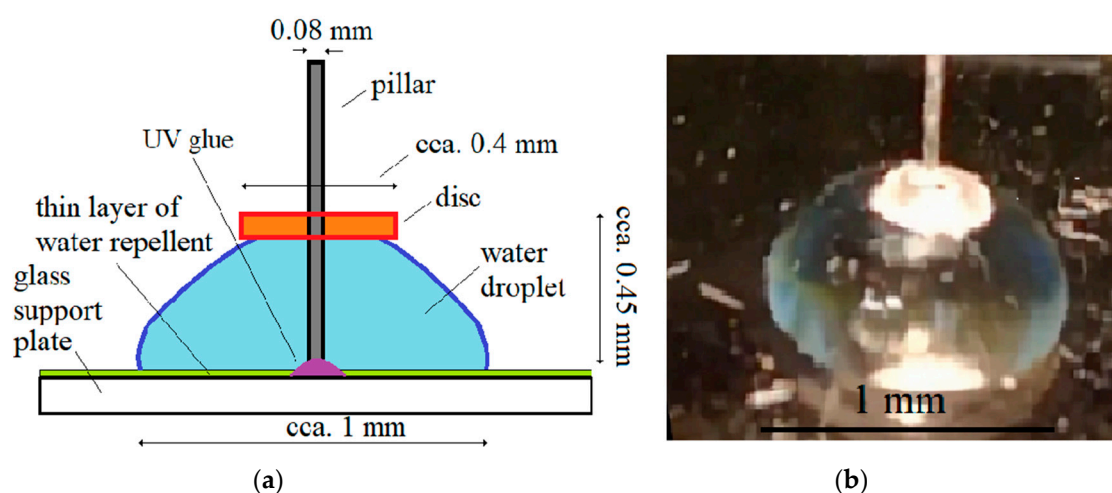 0.08 mm
pillar
UV glue
cca. 0.4 mm
thin layer of
water repellent
disc
glass
support
plate
water
droplet
cca. 0.45 mm
cca. 1 mm
1 mm
(a)
(b)